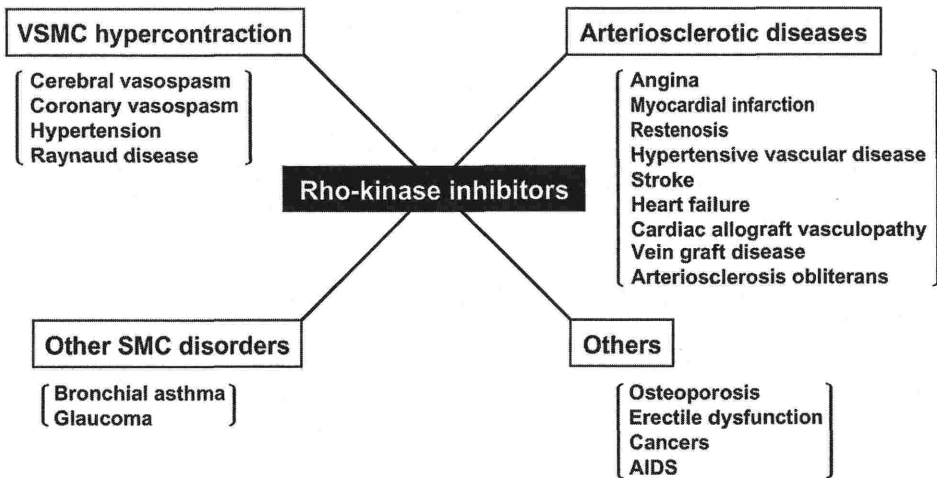 VSMC hypercontraction
Cerebral vasospasm
Coronary vasospasm
Hypertension
Raynaud disease
Arteriosclerotic diseases
Angina
Myocardial infarction
Restenosis
Hypertensive vascular disease
Stroke
Heart failure
Cardiac allograft vasculopathy
Vein graft disease
Arteriosclerosis obliterans
Rho-kinase inhibitors
Other SMC disorders
Bronchial asthma
Glaucoma
Others
Osteoporosis
Erectile dysfunction
Cancers
AIDS